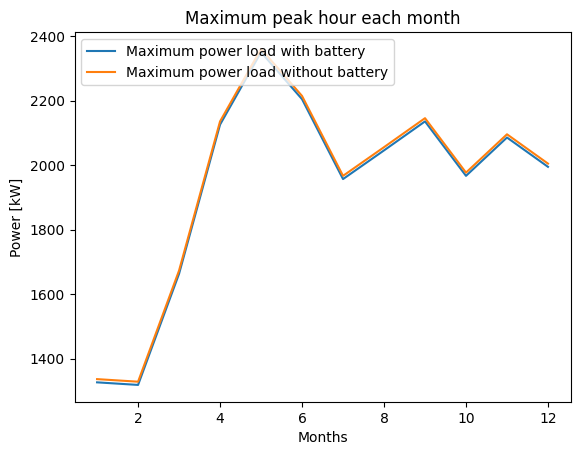 Maximum peak hour each month
2400
Maximum power load with battery
Maximum power load without battery
2200
2000
1800
1600
1400
Power [kW]
2 4 6 8 10 12
Months